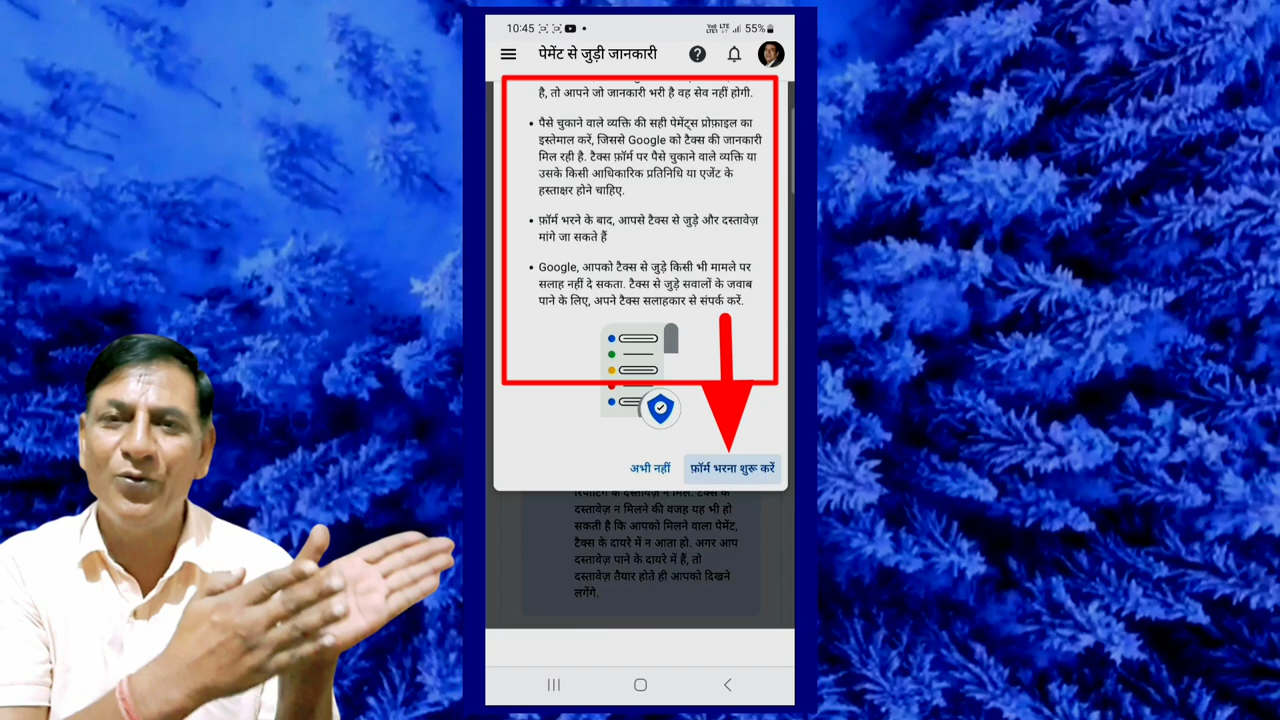 10:45
VoLTE1 LTE 55%
पेमेंट से जुड़ी जानकारी
है, तो आपने जो जानकारी भरी है वह सेव नहीं होगी.
• पैसे चुकाने वाले व्यक्ति की सही पेमेंट्स प्रोफ़ाइल का
इस्तेमाल करें, जिससे Google को टैक्स की जानकारी
मिल रही है. टैक्स फ़ॉर्म पर पैसे चुकाने वाले व्यक्ति या
उसके किसी आधिकारिक प्रतिनिधि या एजेंट के
हस्ताक्षर होने चाहिए.
• फ़ॉर्म भरने के बाद, आपसे टैक्स से जुड़े और दस्तावेज़
मांगे जा सकते हैं
• Google, आपको टैक्स से जुड़े किसी भी मामले पर
सलाह नहीं दे सकता. टैक्स से जुड़े सवालों के जवाब
पाने के लिए, अपने टैक्स सलाहकार से संपर्क करें.
अभी नहीं
फ़ॉर्म भरना शुरू करें
रिपोर्टिंग के दस्तावेज़ न मिलें. टैक्स के
दस्तावेज़ न मिलने की वजह यह भी हो
सकती है कि आपको मिलने वाला पेमेंट,
टैक्स के दायरे में न आता हो. अगर आप
दस्तावेज़ पाने के दायरे में हैं, तो
दस्तावेज़ तैयार होते ही आपको दिखने
लगेंगे.